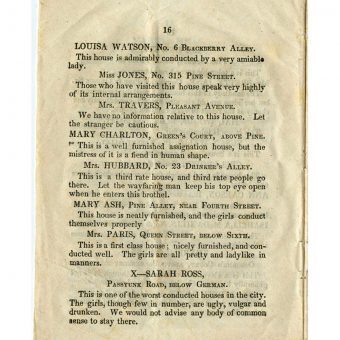 16
LOUISA WATSON, No. 6 Blackberry Alley.
This house is admirably conducted by a very amiable
lady.
Miss JONES, No. 315 Pine Street.
Those who have visited this house speak very highly
of its internal arrangements.
Mrs. TRAVERS, Pleasant Avenue.
We have no information relative to this house. Let
the stranger be cautious.
MARY CHARLTON, Green's Court, above Pine.
This is a well furnished assignation house, but the
mistress of it is a fiend in human shape.
Mrs. HUBBARD, No. 23 Drinker's Alley.
This is a third rate house, and third rate people go
there. Let the wayfaring man keep his top eye open
when he enters this brothel.
MARY ASH, Pine Alley, near Fourth Street.
This house is neatly furnished, and the girls conduct
themselves properly
Mrs. PARIS, Queen Street, below Sixth.
This is a first class house; nicely furnished, and con-
ducted well. The girls are all pretty and ladylike in
manners.
X—SARAH ROSS,
Passyunk Road, below German.
This is one of the worst conducted houses in the city.
The girls, though few in number, are ugly, vulgar and
drunken. We would not advise any body of common
sense to stay there.